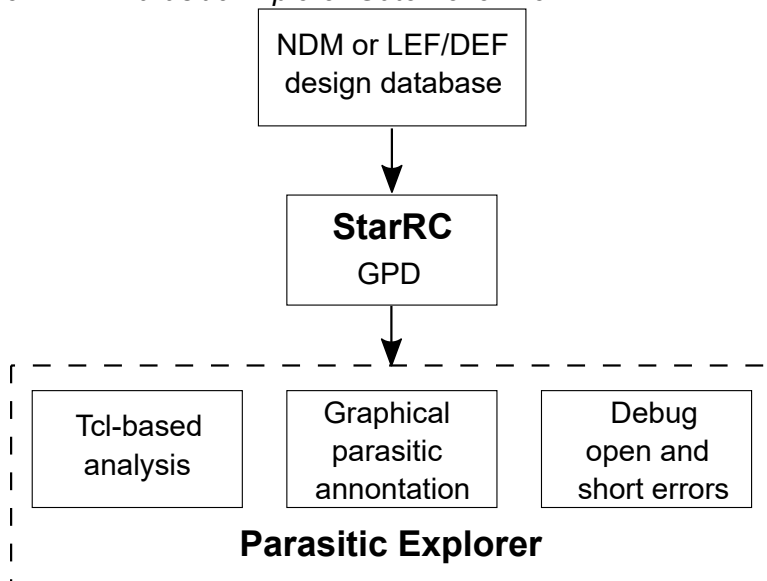 NDM or LEF/DEF
design database
StarRC
GPD
Tcl-based
analysis
Graphical
parasitic
annontation
Debug
open and
short errors
Parasitic Explorer